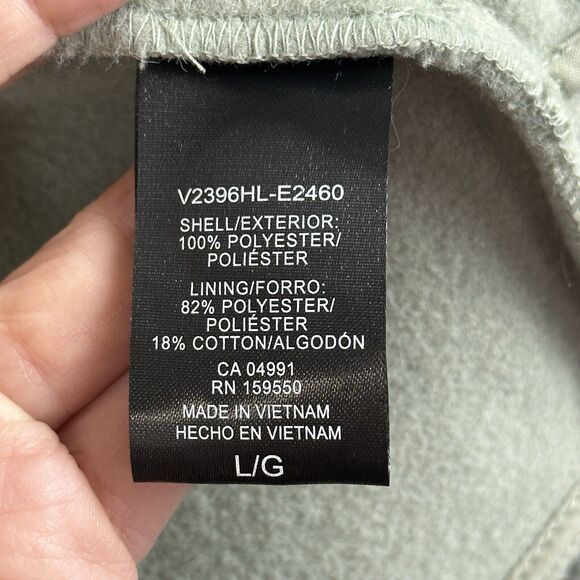 V2396HL-E2460
SHELL/EXTERIOR:
100% POLYESTER/
POLIÉSTER
LINING/FORRO:
82% POLYESTER/
POLIÉSTER
18% COTTON/ALGODÓN
CA 04991
RN 159550
MADE IN VIETNAM
HECHO EN VIETNAM
L/G